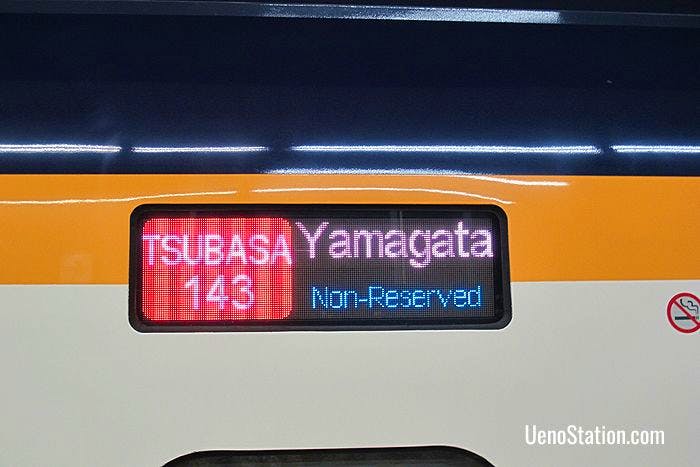 TSUBASA
143
Yamagata
Non-Reserved
UenoStation.com